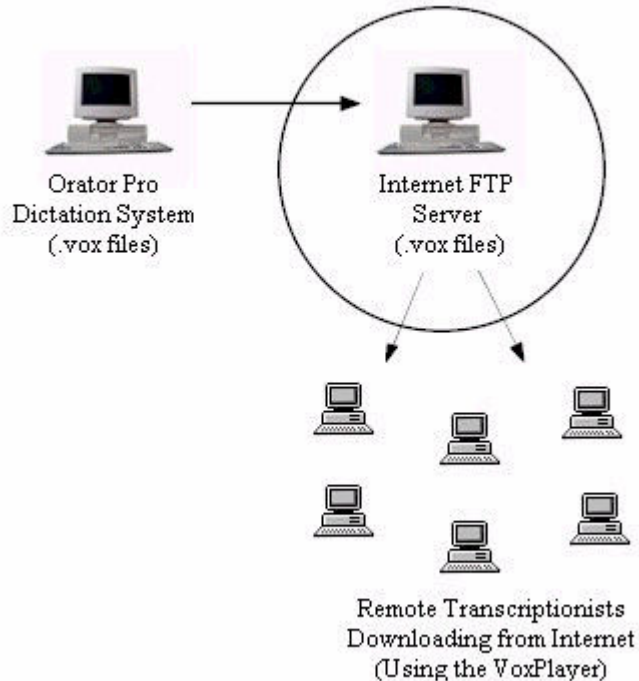 Orator Pro
Dictation System
(.vox files)
Internet FTP
Server
(.vox files)
Remote Transcriptionists
Downloading from Internet
(Using the VoxPlayer)